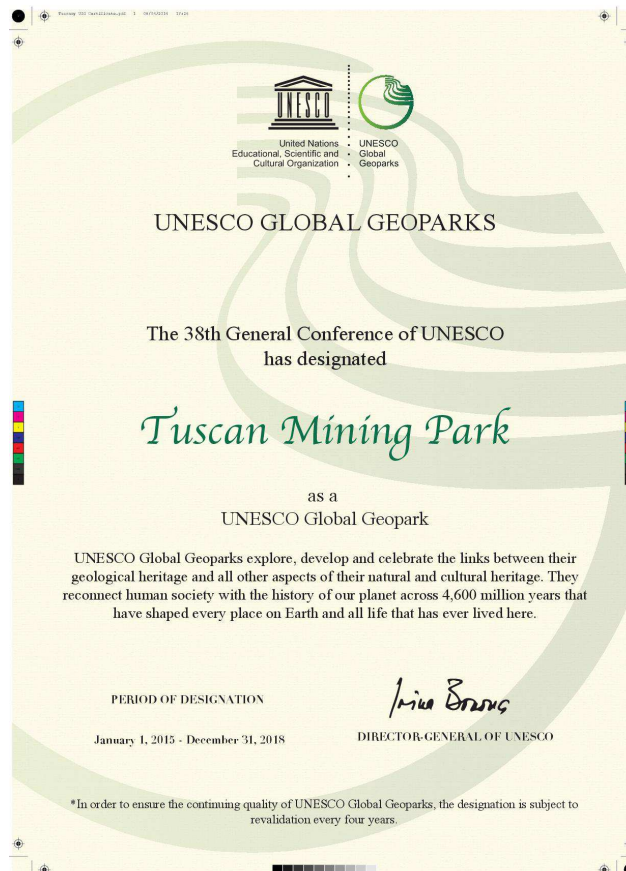 UNESCO
United Nations
Educational, Scientific and
Cultural Organization
UNESCO
Global
Geoparks
UNESCO GLOBAL GEOPARKS
The 38th General Conference of UNESCO
has designated
Tuscan Mining Park
as a
UNESCO Global Geopark
UNESCO Global Geoparks explore, develop and celebrate the links between their
geological heritage and all other aspects of their natural and cultural heritage. They
reconnect human society with the history of our planet across 4,600 million years that
have shaped every place on Earth and all life that has ever lived here.
PERIOD OF DESIGNATION
January 1, 2015 - December 31, 2018
DIRECTOR-GENERAL OF UNESCO
*In order to ensure the continuing quality of UNESCO Global Geoparks, the designation is subject to
revalidation every four years.